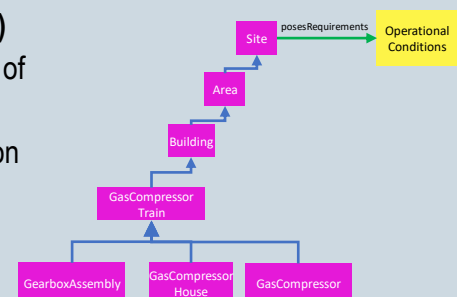 )
of
on
posesRequirements
Site
Operational
Conditions
Area
Building
GasCompressor
Train
GearboxAssembly
GasCompressor
House
GasCompressor